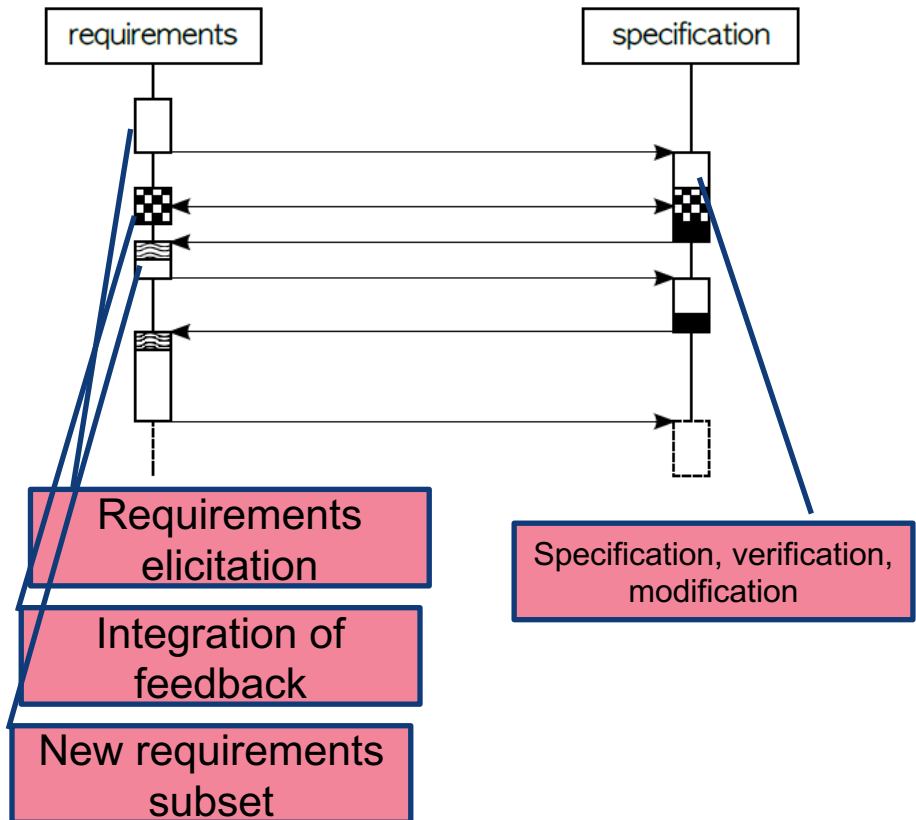 requirements
specification
Requirements
elicitation
Specification, verification,
modification
Integration of
feedback
New requirements
subset